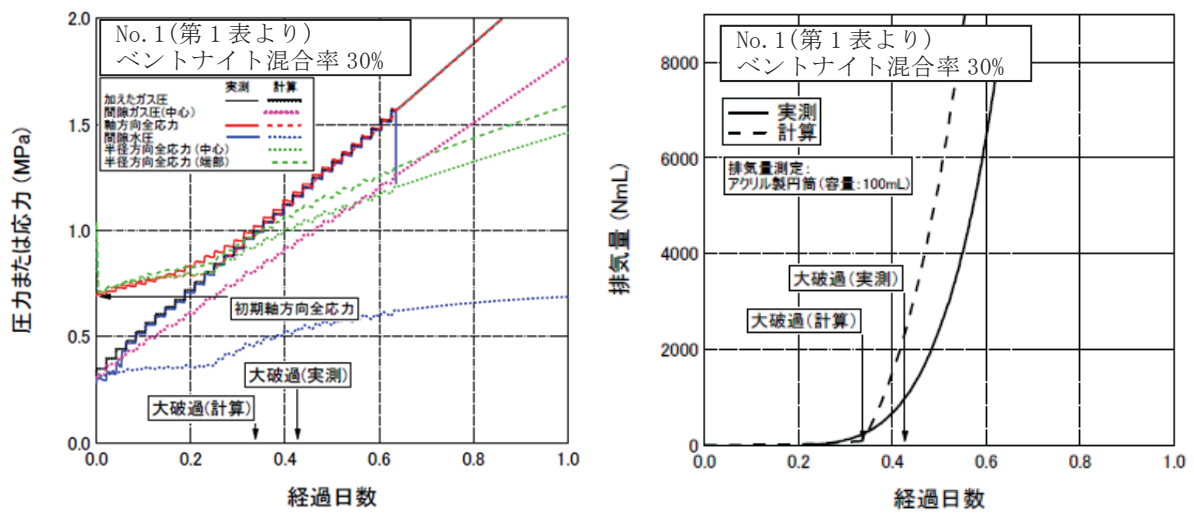 No.1(第1表より)
ベントナイト混合率 30%
実測 計算
加えたガス圧
間隙ガス圧(中心)
軸方向全応力
間隙水圧
半径方向全応力(中心)
半径方向全応力(端部)
初期軸方向全応力
大破過(実測)
大破過(計算)
圧力または応力 (MPa)
2.0
1.5
1.0
0.5
0.0
0.0 0.2 0.4 0.6 0.8 1.0
経過日数
No.1(第1表より)
ベントナイト混合率 30%
実測
計算
排気量測定:
アクリル製円筒(容量:100mL)
大破過(実測)
大破過(計算)
排気量 (NmL)
8000
6000
4000
2000
0
0.0 0.2 0.4 0.6 0.8 1.0
経過日数